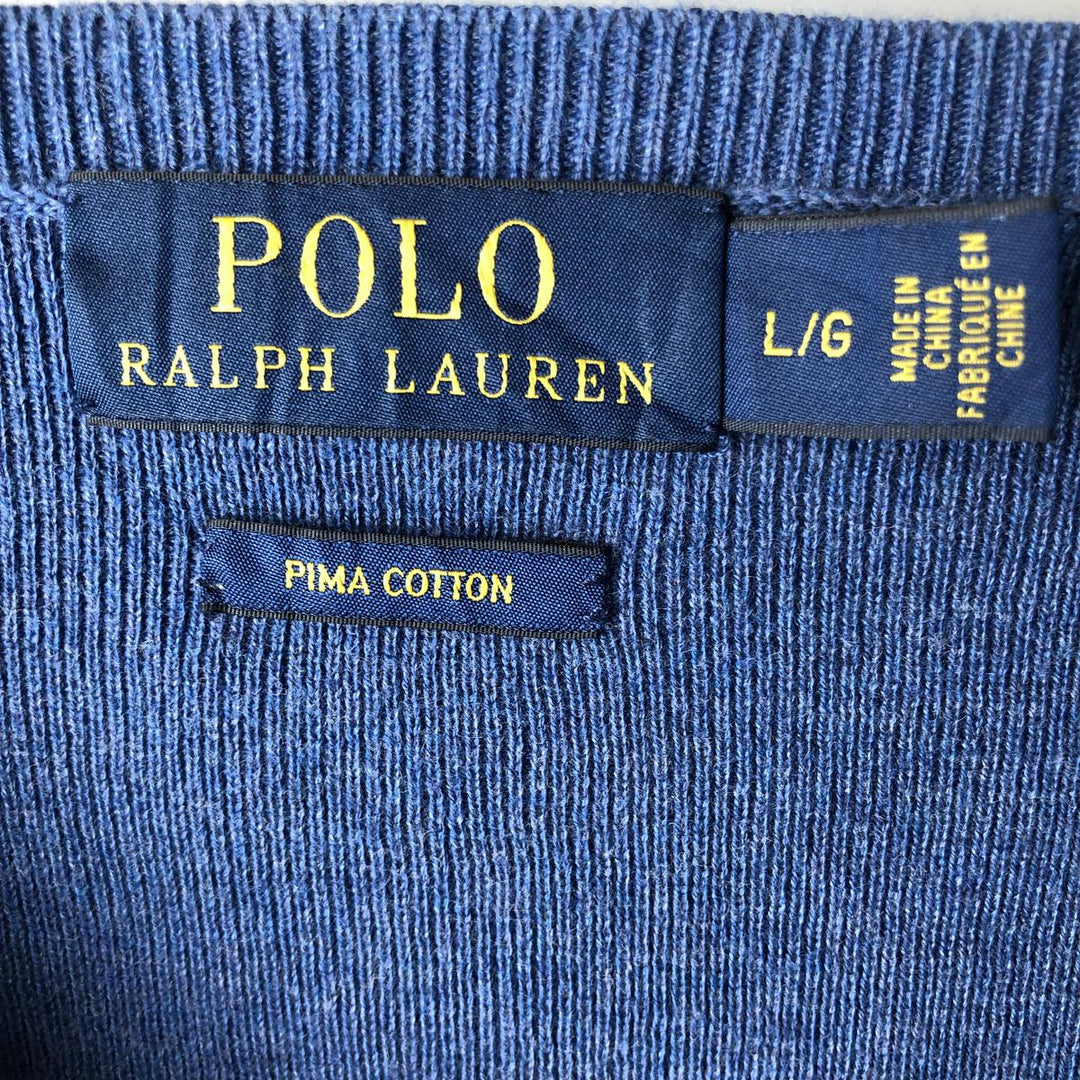 POLO
RALPH LAUREN
L/G
MADE IN
CHINA
FABRIQUÉ EN
CHINE
PIMA COTTON